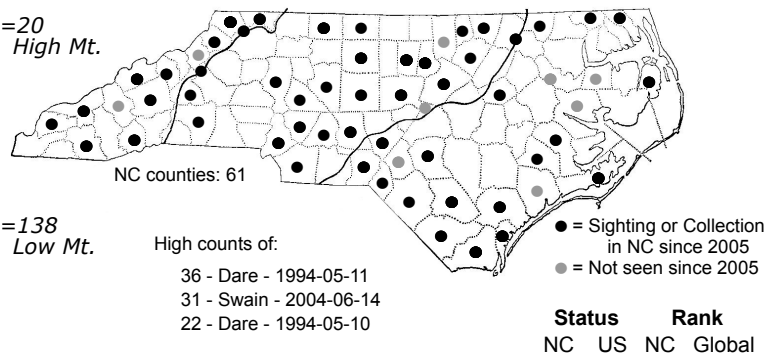 =20
High Mt.
NC counties: 61
=138
Low Mt.
High counts of:
36 - Dare - 1994-05-11
31 - Swain - 2004-06-14
22 - Dare - 1994-05-10
= Sighting or Collection
in NC since 2005
= Not seen since 2005
Status Rank
NC US NC Global